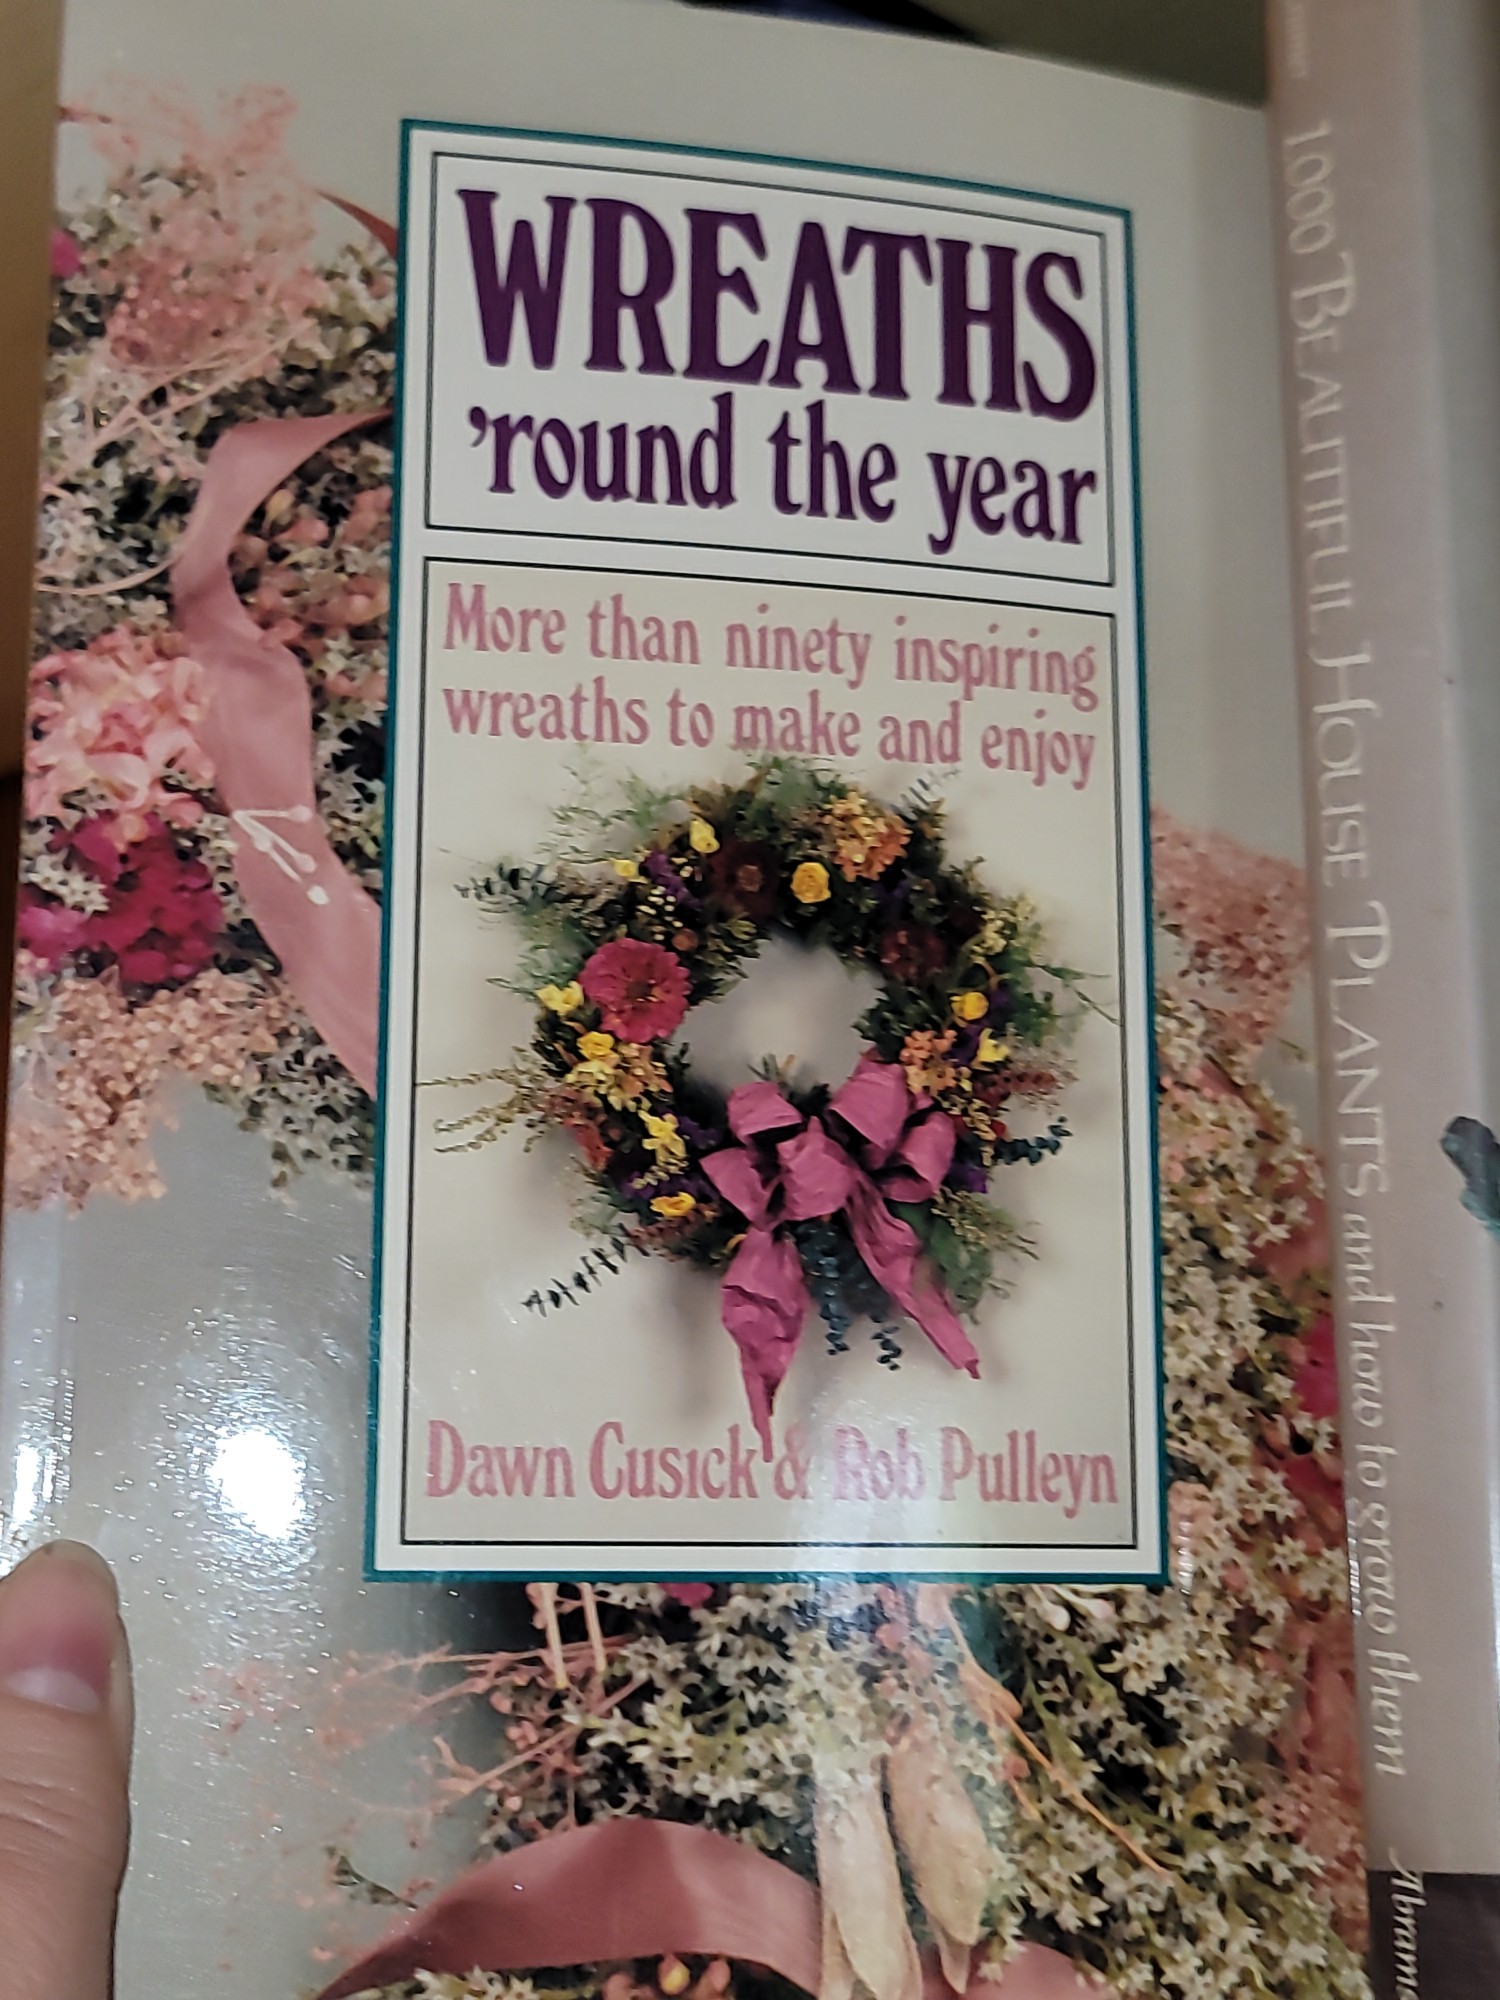 WREATHS
'round the year
More than ninety inspiring
wreaths to make and enjoy
Dawn Cusick & Rob Pulleyn
1000 BEAUTIFUL HOUSE PLANTS and how to grow them